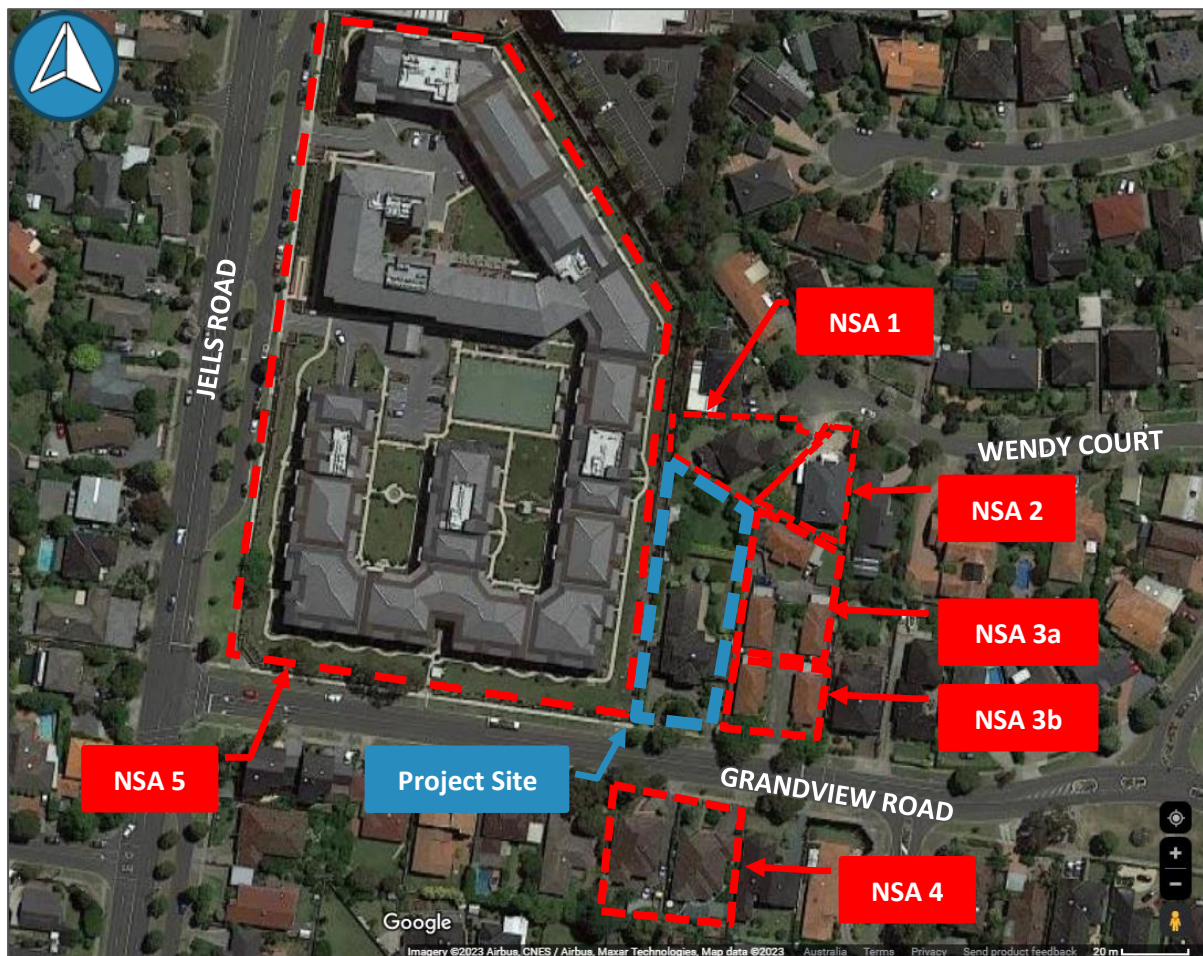 NSA 1
JELLS ROAD
WENDY COURT
NSA 2
NSA 3a
NSA 3b
NSA 5
Project Site
GRANDVIEW ROAD
NSA 4
Google
Imagery ©2023 Airbus, CNES / Airbus, Maxar Technologies, Map data ©2023 Australia Terms Privacy Send product feedback 20 m